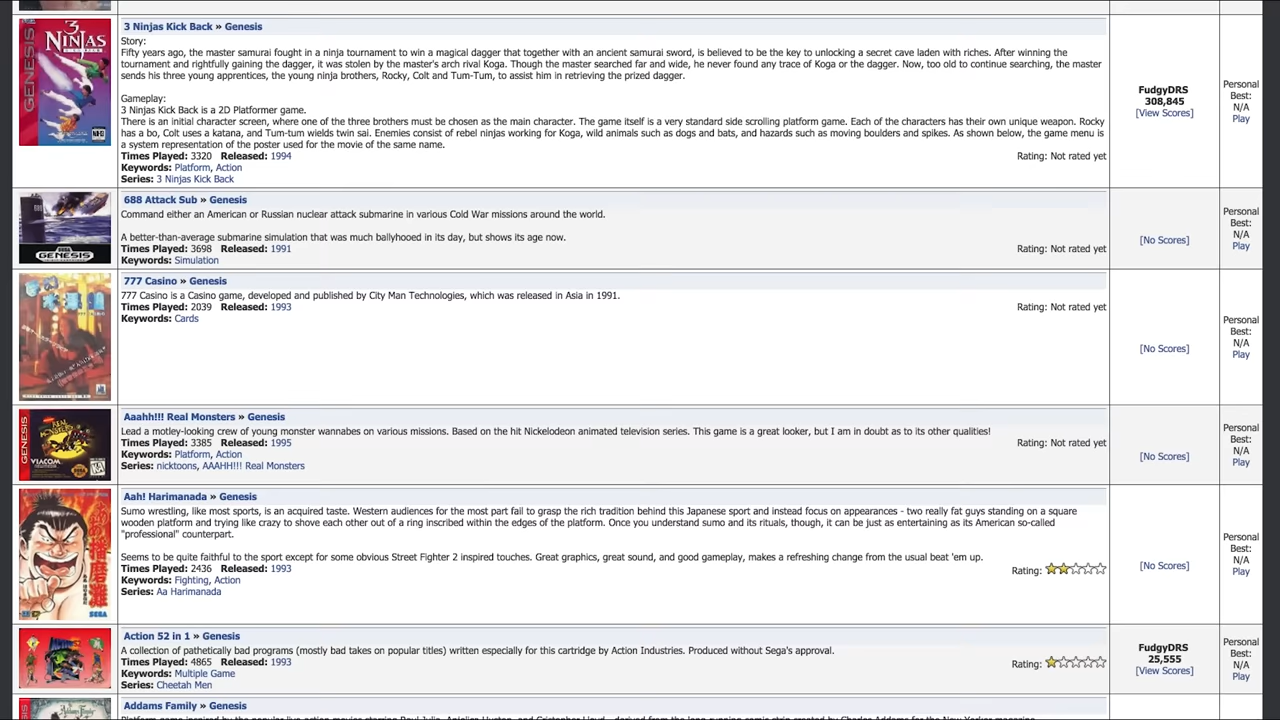 3 Ninjas Kick Back » Genesis
Story:
Fifty years ago, the master samurai fought in a ninja tournament to win a magical dagger that together with an ancient samurai sword, is believed to be the key to unlocking a secret cave laden with riches. After winning the
tournament and rightfully gaining the dagger, it was stolen by the master's arch rival Koga. Though the master searched far and wide, he never found any trace of Koga or the dagger. Now, too old to continue searching, the master
sends his three young apprentices, the young ninja brothers, Rocky, Colt and Tum-Tum, to assist him in retrieving the prized dagger.
Gameplay:
3 Ninjas Kick Back is a 2D Platformer game.
There is an initial character screen, where one of the three brothers must be chosen as the main character. The game itself is a very standard side scrolling platform game. Each of the characters has their own unique weapon. Rocky
has a bo, Colt uses a katana, and Tum-tum wields twin sai. Enemies consist of rebel ninjas working for Koga, wild animals such as dogs and bats, and hazards such as moving boulders and spikes. As shown below, the game menu is
a system representation of the poster used for the movie of the same name.
Times Played: 3320 Released: 1994 Rating: Not rated yet
Keywords: Platform, Action
Series: 3 Ninjas Kick Back
FudgyDRS
308,845
[View Scores]
Personal
Best:
N/A
Play
GENESIS
3
NINJAS
688 Attack Sub » Genesis
Command either an American or Russian nuclear attack submarine in various Cold War missions around the world.
A better-than-average submarine simulation that was much ballyhooed in its day, but shows its age now.
Times Played: 3698 Released: 1991 Rating: Not rated yet
Keywords: Simulation
[No Scores]
Personal
Best:
N/A
Play
SEGA
GENESIS
777 Casino » Genesis
777 Casino is a Casino game, developed and published by City Man Technologies, which was released in Asia in 1991.
Times Played: 2039 Released: 1993 Rating: Not rated yet
Keywords: Cards
[No Scores]
Personal
Best:
N/A
Play
Aaahh!!! Real Monsters » Genesis
Lead a motley-looking crew of young monster wannabes on various missions. Based on the hit Nickelodeon animated television series. This game is a great looker, but I am in doubt as to its other qualities!
Times Played: 3385 Released: 1995 Rating: Not rated yet
Keywords: Platform, Action
Series: nicktoons, AAAHH!!! Real Monsters
[No Scores]
Personal
Best:
N/A
Play
GENESIS
VIACOM
Aah! Harimanada » Genesis
Sumo wrestling, like most sports, is an acquired taste. Western audiences for the most part fail to grasp the rich tradition behind this Japanese sport and instead focus on appearances - two really fat guys standing on a square
wooden platform and trying like crazy to shove each other out of a ring inscribed within the edges of the platform. Once you understand sumo and its rituals, though, it can be just as entertaining as its American so-called
"professional" counterpart.
Seems to be quite faithful to the sport except for some obvious Street Fighter 2 inspired touches. Great graphics, great sound, and good gameplay, makes a refreshing change from the usual beat 'em up.
Times Played: 2436 Released: 1993 Rating:
Keywords: Fighting, Action
Series: Aa Harimanada
[No Scores]
Personal
Best:
N/A
Play
SEGA
Action 52 in 1 » Genesis
A collection of pathetically bad programs (mostly bad takes on popular titles) written especially for this cartridge by Action Industries. Produced without Sega's approval.
Times Played: 4865 Released: 1993 Rating:
Keywords: Multiple Game
Series: Cheetah Men
FudgyDRS
25,555
[View Scores]
Personal
Best:
N/A
Play
Addams Family » Genesis